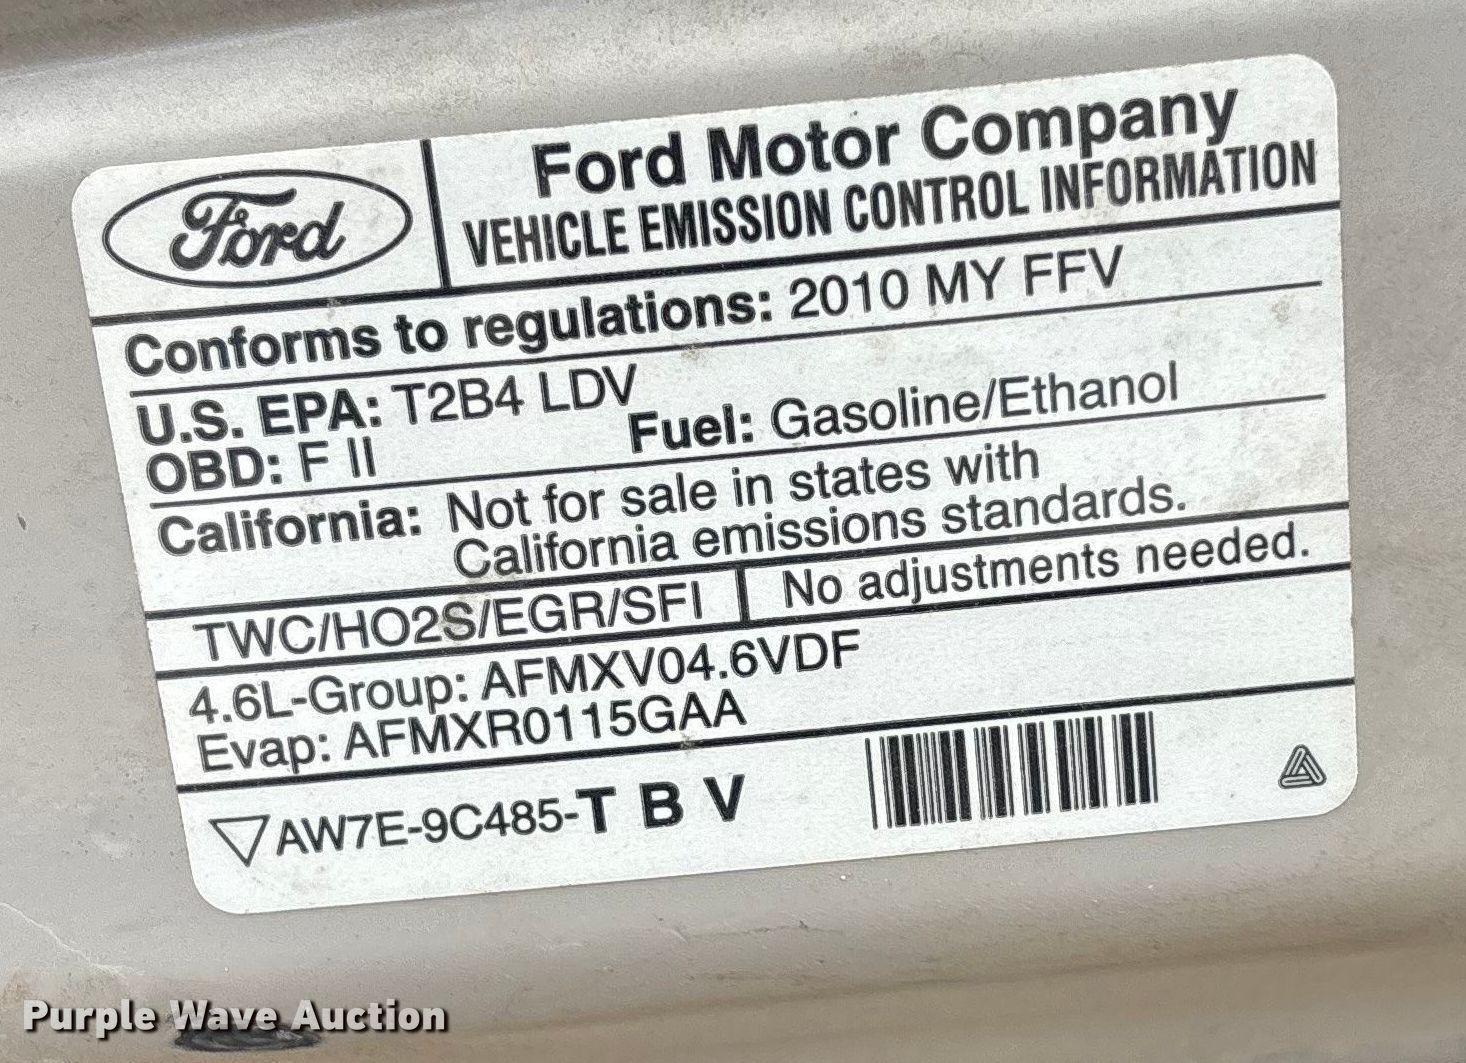 Ford
Ford Motor Company
VEHICLE EMISSION CONTROL INFORMATION
Conforms to regulations: 2010 MY FFV
U.S. EPA: T2B4 LDV
OBD: F II Fuel: Gasoline/Ethanol
California: Not for sale in states with
California emissions standards.
TWC/HO2S/EGR/SFI No adjustments needed.
4.6L-Group: AFMXV04.6VDF
Evap: AFMXR0115GAA
AW7E-9C485-T B V
Purple Wave Auction